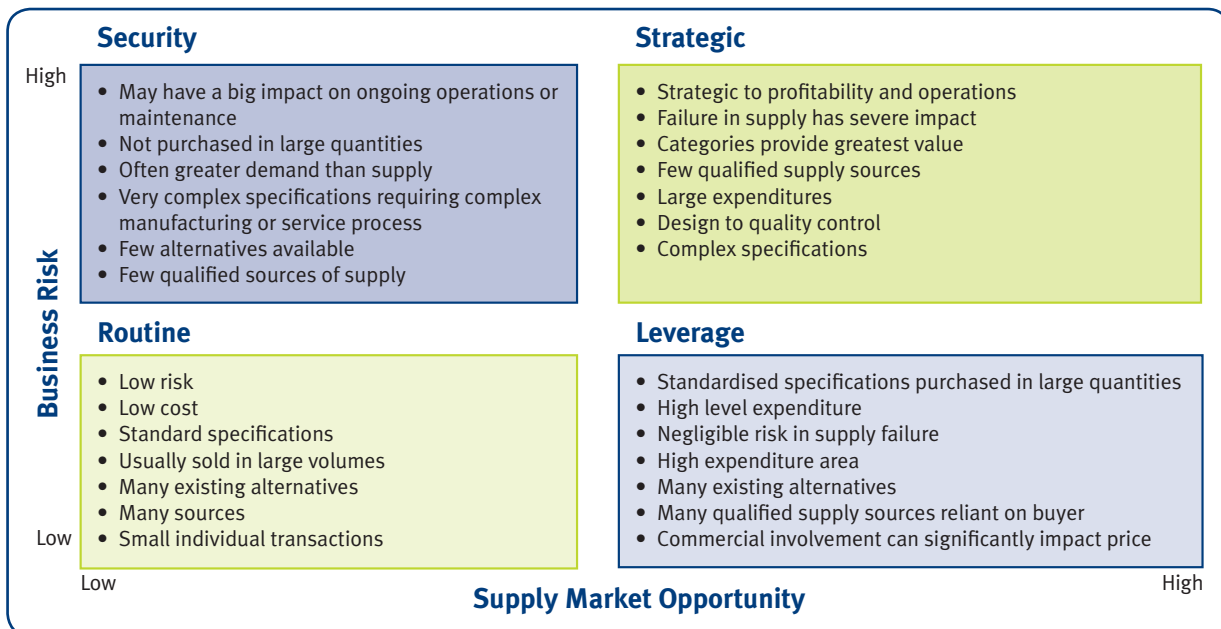 Security
Strategic
High
• May have a big impact on ongoing operations or
maintenance
• Not purchased in large quantities
• Often greater demand than supply
• Very complex specifications requiring complex
manufacturing or service process
• Few alternatives available
• Few qualified sources of supply
• Strategic to profitability and operations
• Failure in supply has severe impact
• Categories provide greatest value
• Few qualified supply sources
• Large expenditures
• Design to quality control
• Complex specifications
Business Risk
Routine
Leverage
• Low risk
• Low cost
• Standard specifications
• Usually sold in large volumes
• Many existing alternatives
• Many sources
• Small individual transactions
• Standardised specifications purchased in large quantities
• High level expenditure
• Negligible risk in supply failure
• High expenditure area
• Many existing alternatives
• Many qualified supply sources reliant on buyer
• Commercial involvement can significantly impact price
Low
Low
High
Supply Market Opportunity